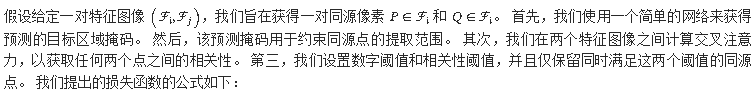 假设给定一对特征图像 (ℱᵢ,ℱⱼ)，我们旨在获得一对同源像素 P ∈ ℱᵢ 和 Q ∈ ℱᵢ。 首先，我们使用一个简单的网络来获得
预测的目标区域掩码。 然后，该预测掩码用于约束同源点的提取范围。 其次，我们在两个特征图像之间计算交叉注意
力，以获取任何两个点之间的相关性。 第三，我们设置数字阈值和相关性阈值，并且仅保留同时满足这两个阈值的同源
点。 我们提出的损失函数的公式如下：